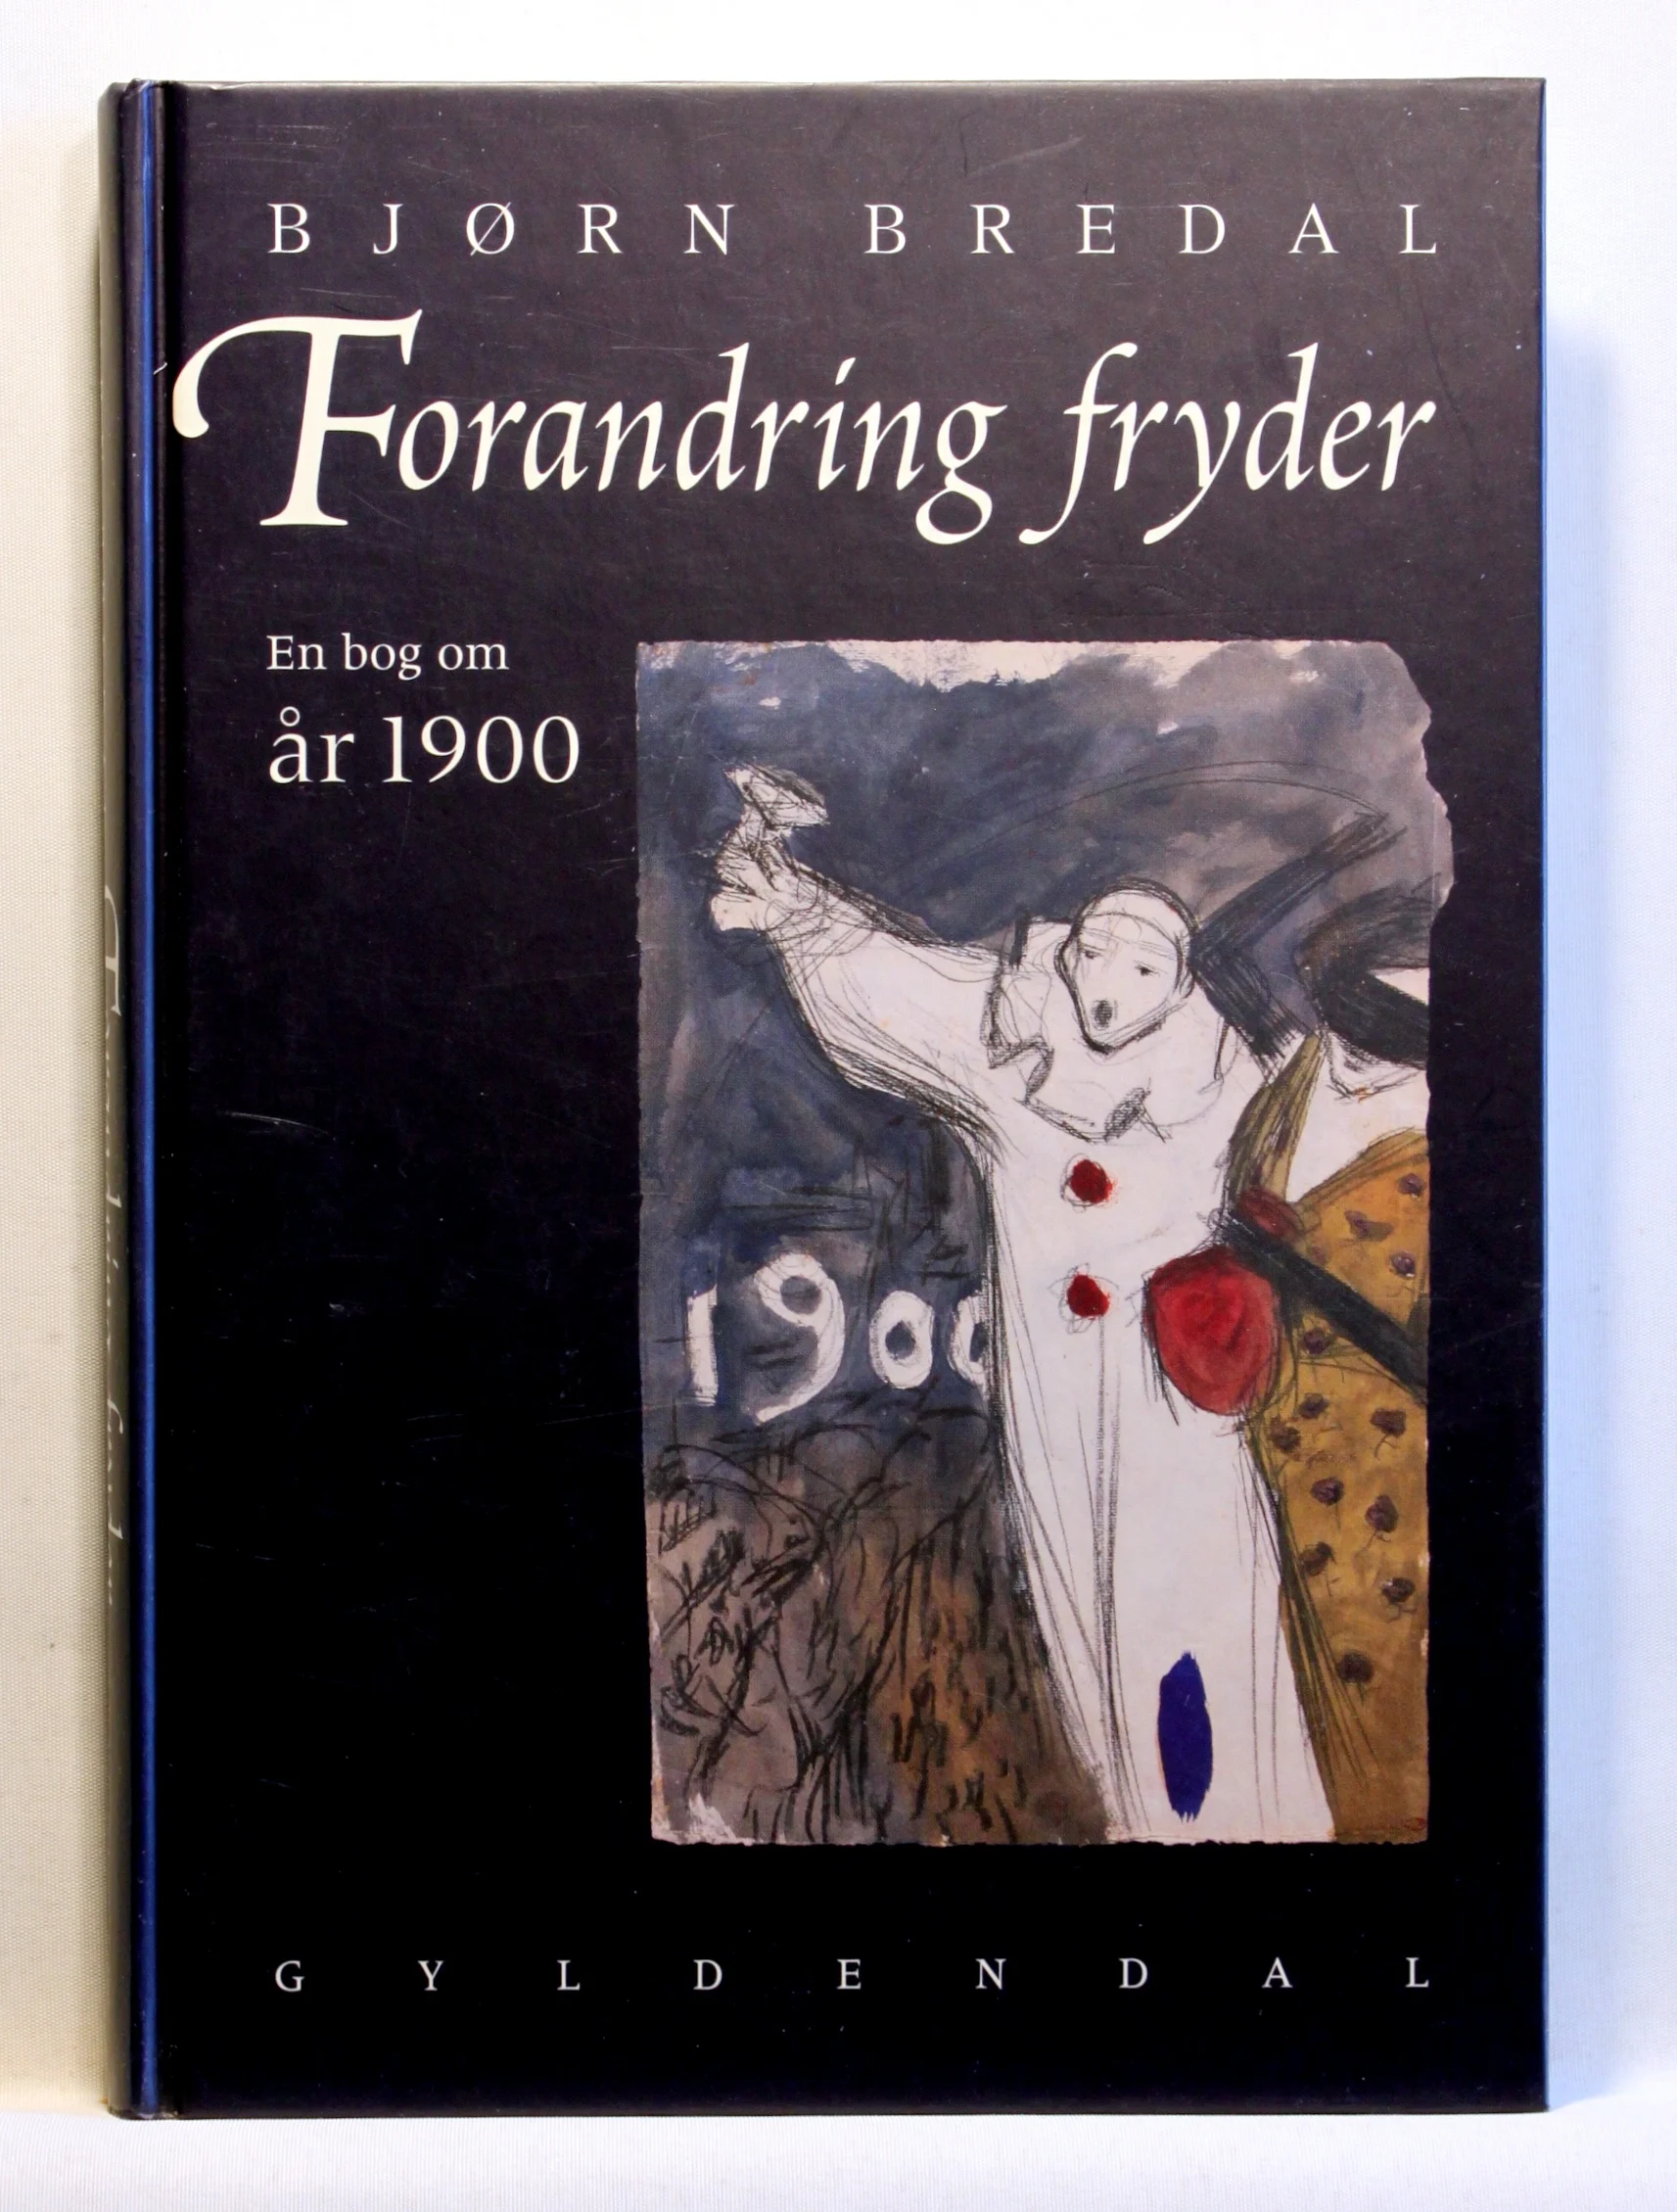 BJØRN BREDAL
Forandring fryder
En bog om
år 1900
1900
GYLDENDAL